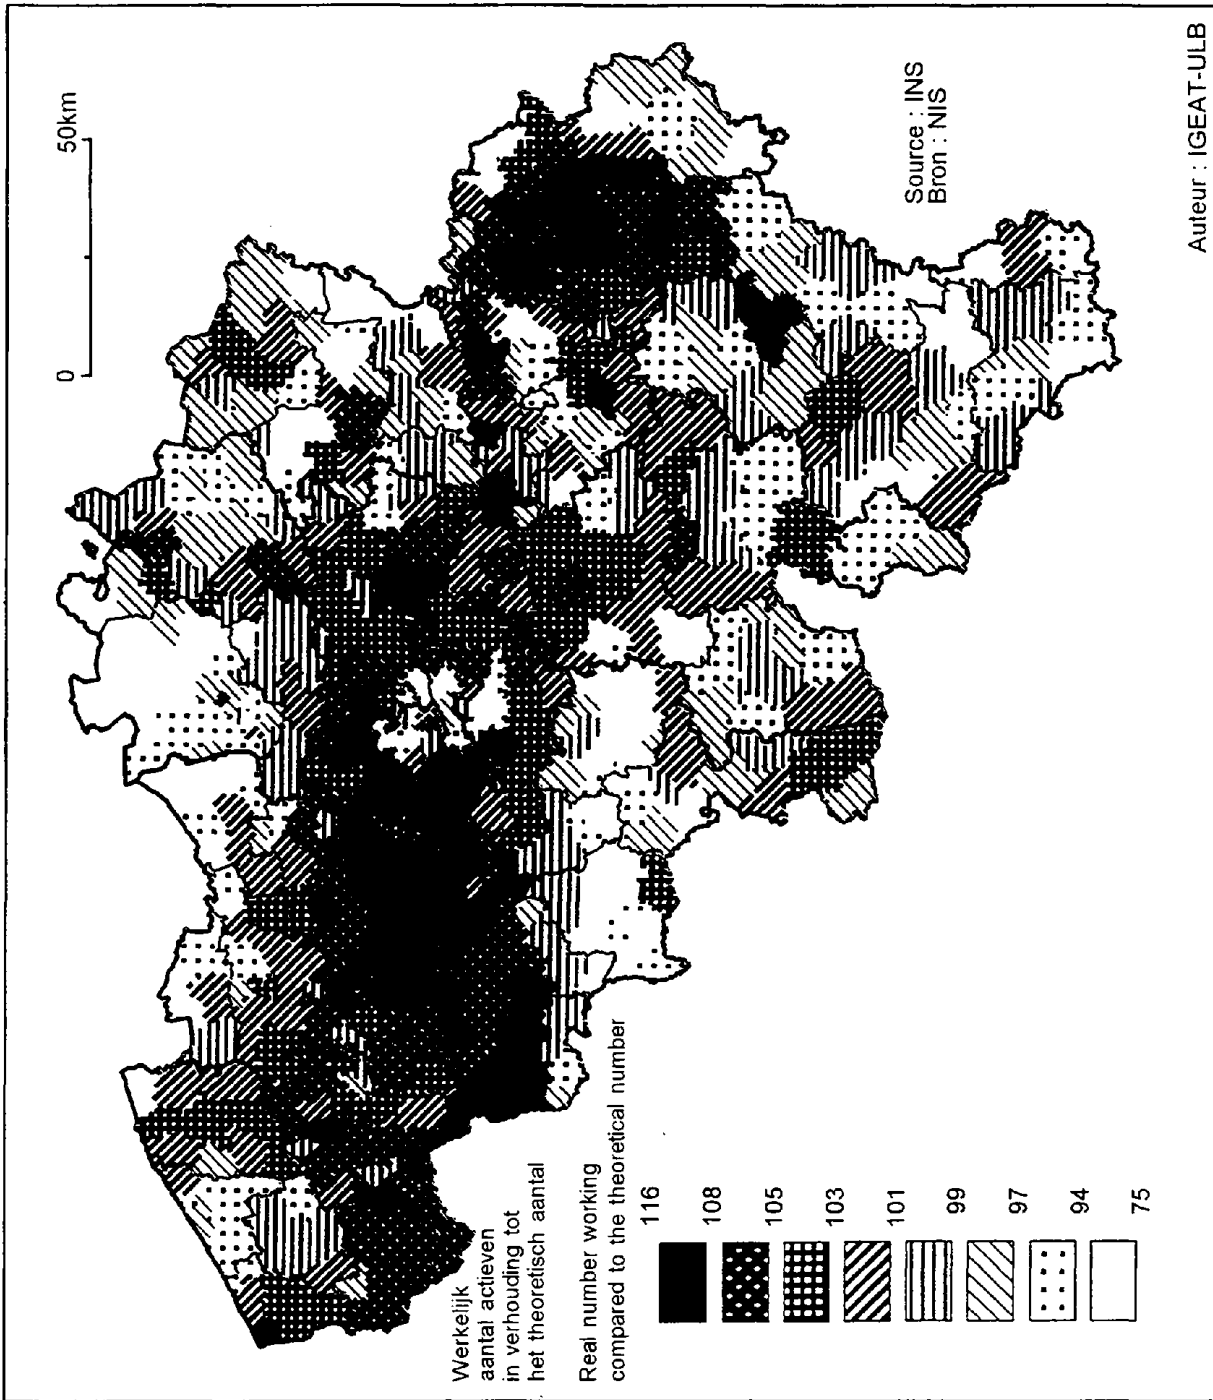 0 50km
Source : INS
Bron : NIS
Auteur : IGEAT-ULB
Werkelijk
aantal actieven
in verhouding tot
het theoretisch aantal
Real number working
compared to the theoretical number
116
108
105
103
101
99
97
94
75